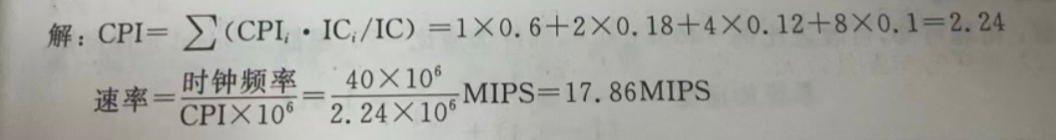 解：CPI= ∑(CPIᵢ · ICᵢ/IC) =1×0.6+2×0.18+4×0.12+8×0.1=2.24
速率=时钟频率/CPI×10⁶=40×10⁶/2.24×10⁶ MIPS=17.86MIPS